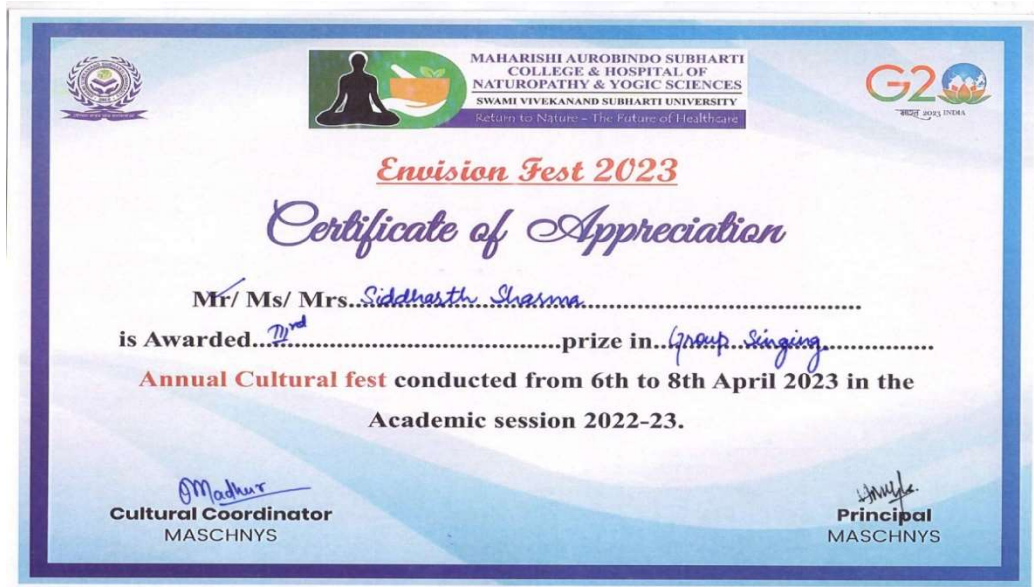 MAHARISHI AUROBINDO SUBHARTI
COLLEGE & HOSPITAL OF
NATUROPATHY & YOGIC SCIENCES
SWAMI VIVEKANAND SUBHARTI UNIVERSITY
Return to Nature - The Future of Healthcare
G20
भारत 2023 INDIA
Envision Fest 2023
Certificate of Appreciation
Mr/ Ms/ Mrs. Siddharth Sharma
is Awarded IIIrd prize in Group Singing
Annual Cultural fest conducted from 6th to 8th April 2023 in the
Academic session 2022-23.
Madhur
Cultural Coordinator
MASCHNYS
Principal
MASCHNYS